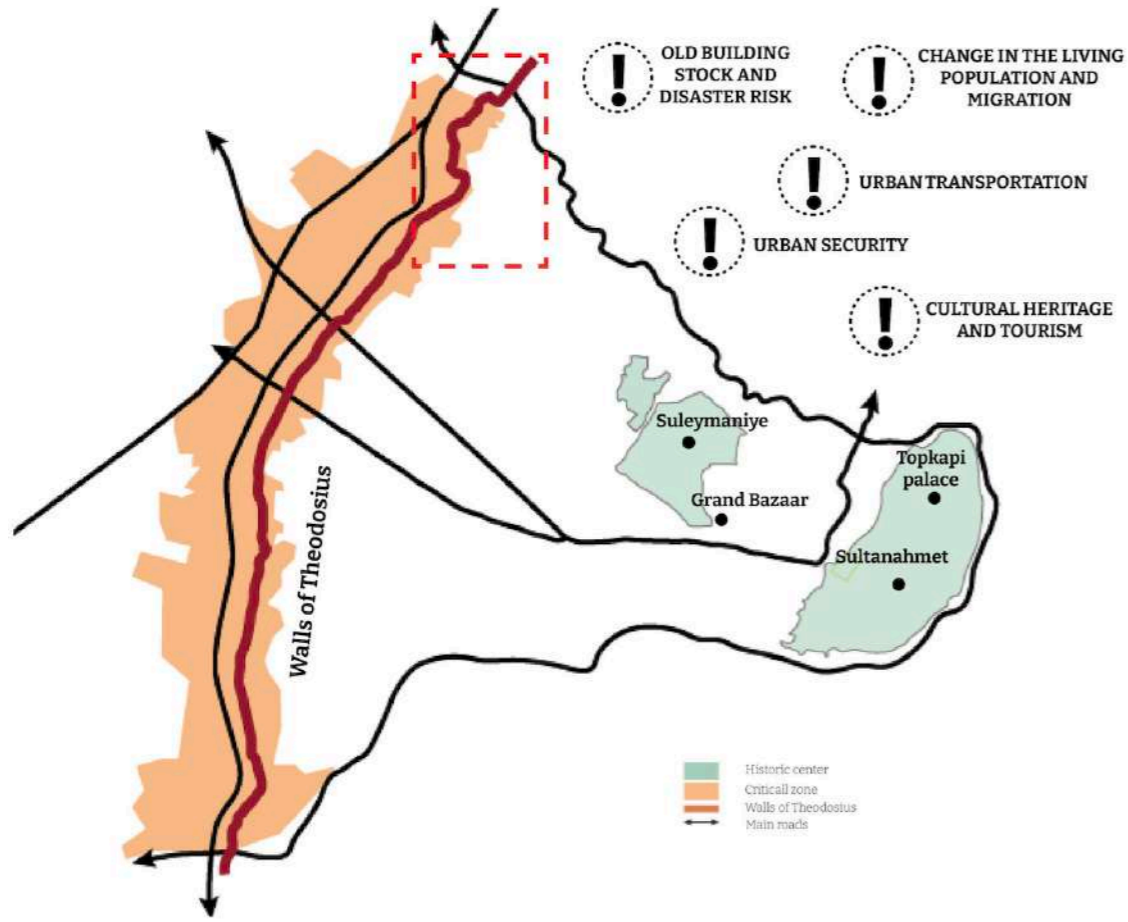 OLD BUILDING
STOCK AND
DISASTER RISK
CHANGE IN THE LIVING
POPULATION AND
MIGRATION
URBAN TRANSPORTATION
URBAN SECURITY
CULTURAL HERITAGE
AND TOURISM
Suleymaniye
Grand Bazaar
Topkapi
palace
Sultanahmet
Walls of Theodosius
Historic center
Criticall zone
Walls of Theodosius
Main roads